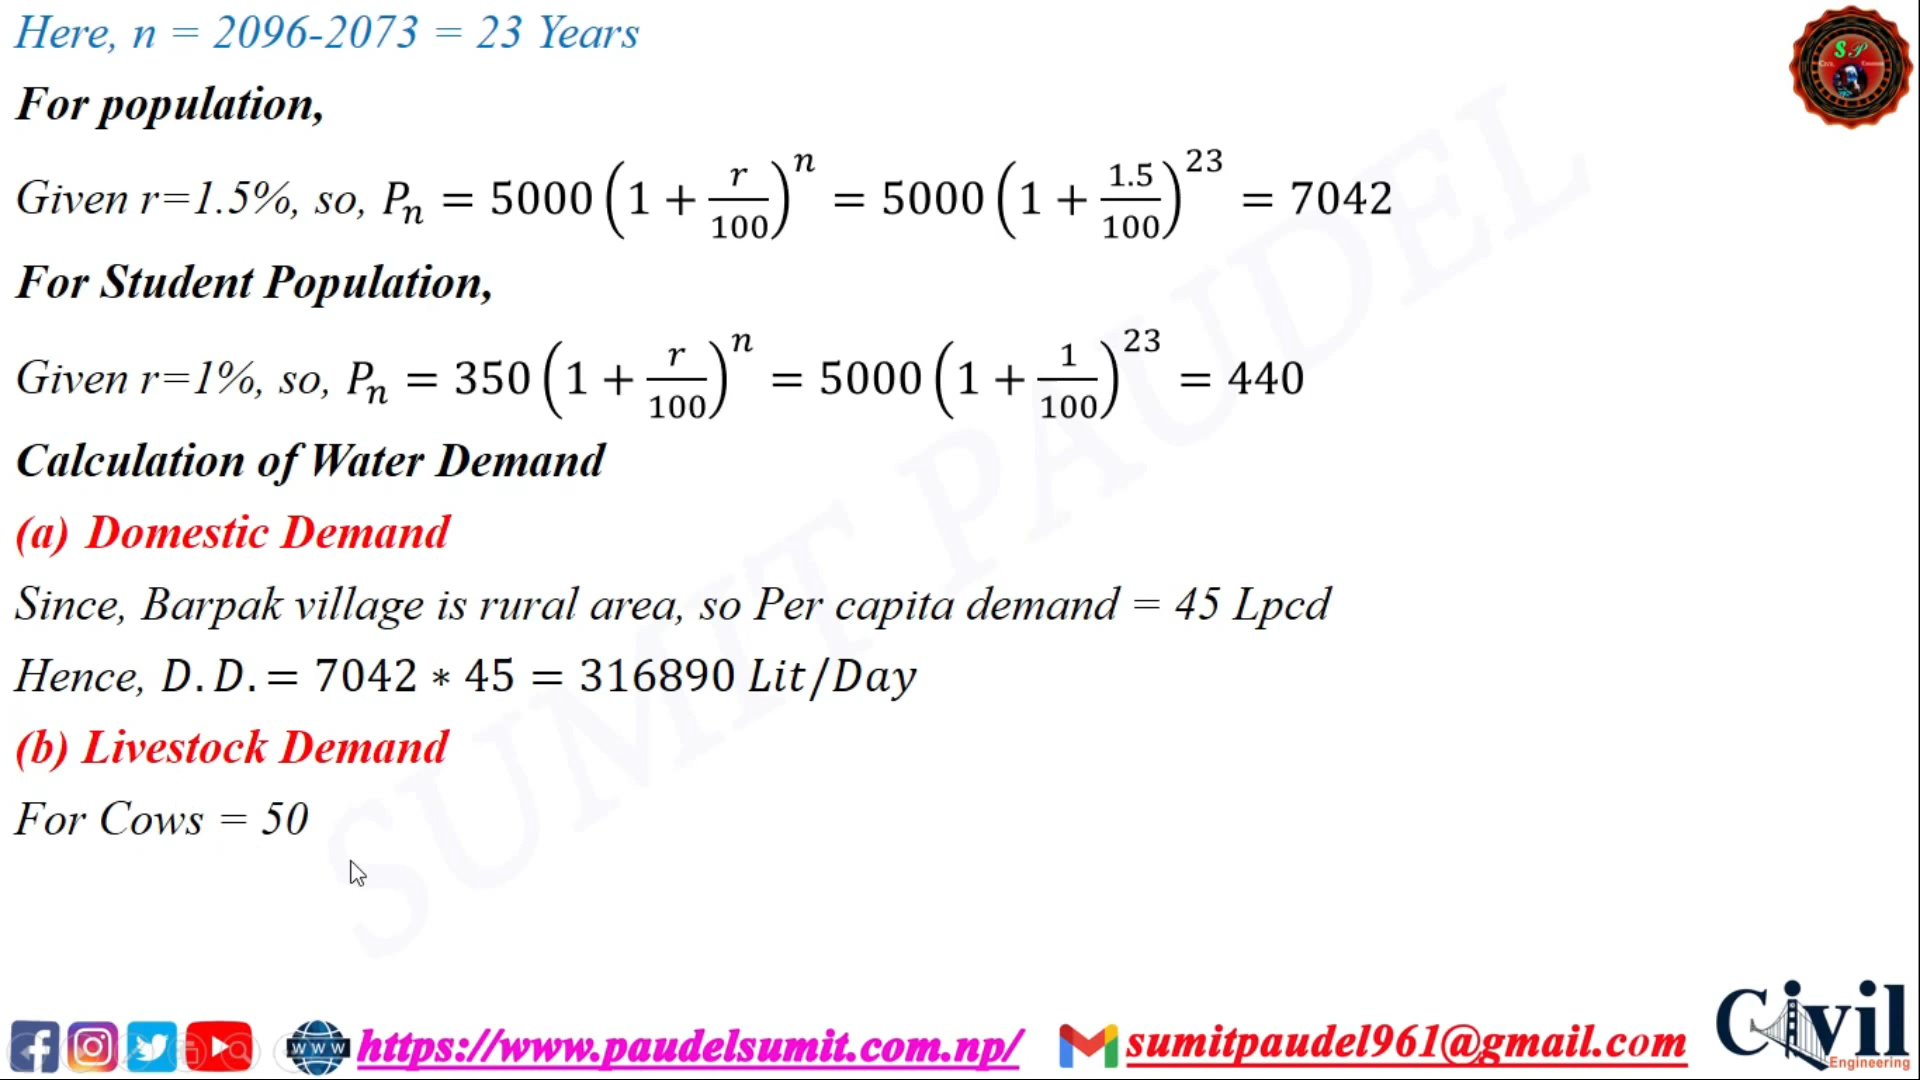 Here, n = 2096-2073 = 23 Years
For population,
Given r=1.5%, so, Pₙ = 5000(1 + r/100)ⁿ = 5000(1 + 1.5/100)²³ = 7042
For Student Population,
Given r=1%, so, Pₙ = 350(1 + r/100)ⁿ = 5000(1 + 1/100)²³ = 440
Calculation of Water Demand
(a) Domestic Demand
Since, Barpak village is rural area, so Per capita demand = 45 Lpcd
Hence, D.D.= 7042 ∗ 45 = 316890 Lit/Day
(b) Livestock Demand
For Cows = 50
SUMIT PAUDEL
SP
WWW
https://www.paudelsumit.com.np/
sumitpaudel961@gmail.com
Civil
Engineering